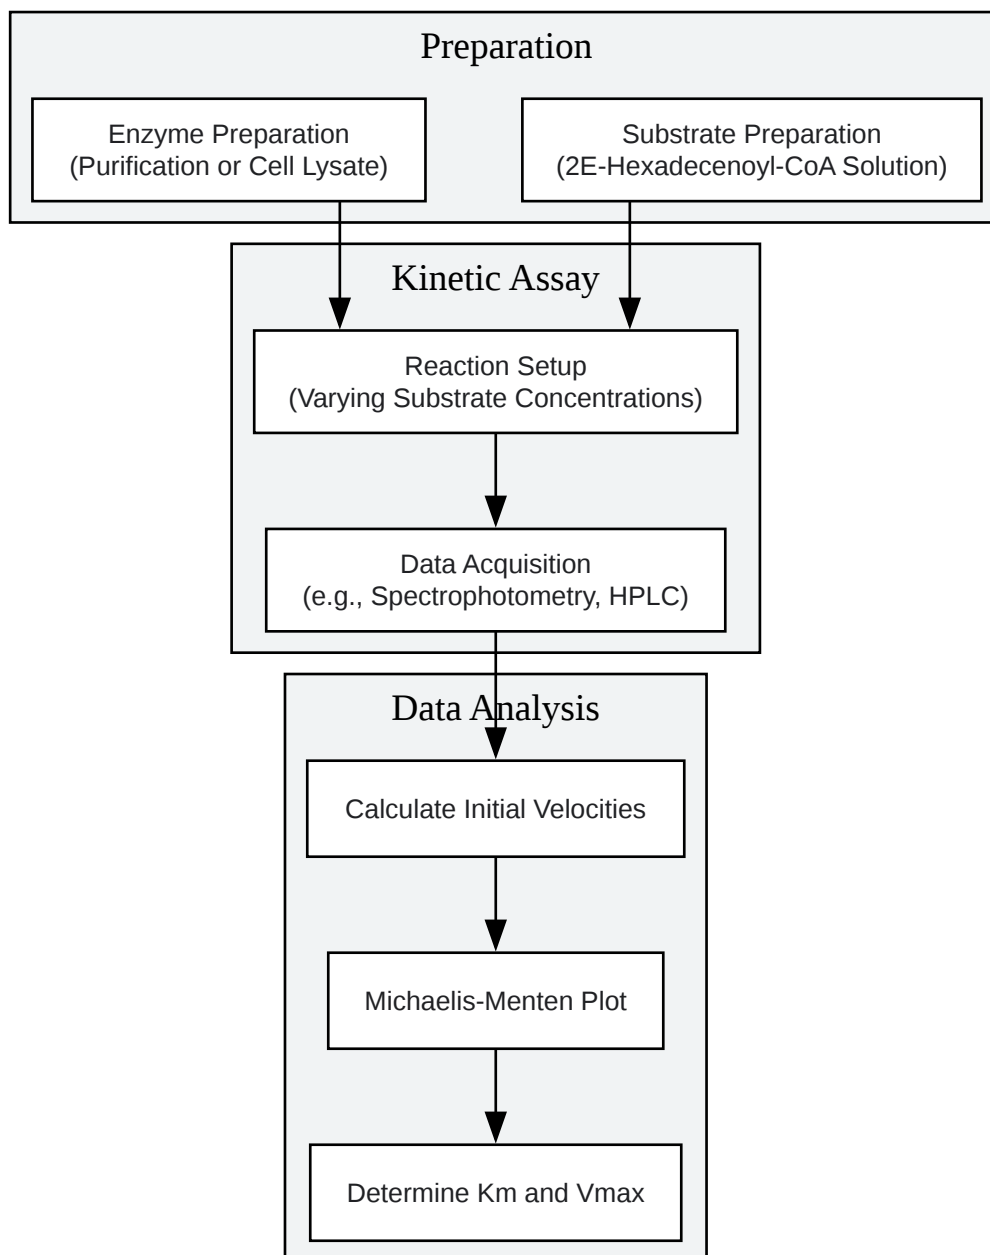 Preparation
Enzyme Preparation
(Purification or Cell Lysate)
Substrate Preparation
(2E-Hexadecenoyl-CoA Solution)
Kinetic Assay
Reaction Setup
(Varying Substrate Concentrations)
Data Acquisition
(e.g., Spectrophotometry, HPLC)
Data Analysis
Calculate Initial Velocities
Michaelis-Menten Plot
Determine Km and Vmax